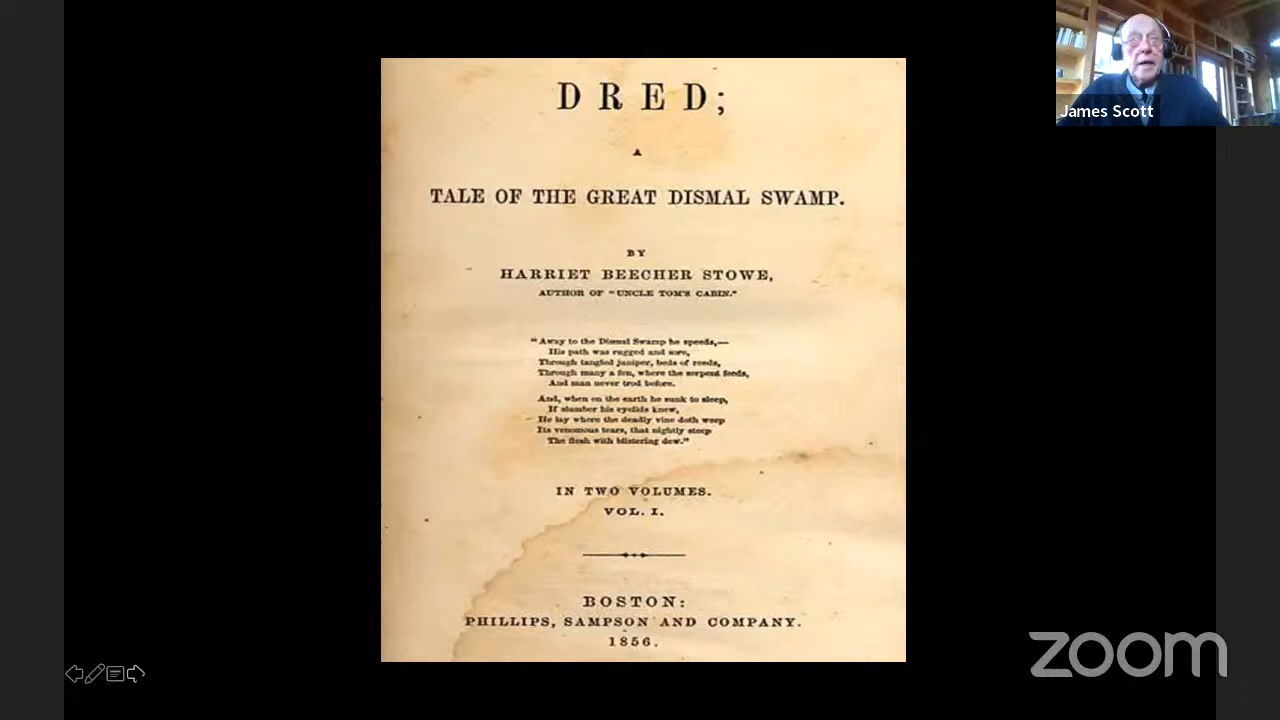 DRED;
A
TALE OF THE GREAT DISMAL SWAMP.
BY
HARRIET BEECHER STOWE,
AUTHOR OF "UNCLE TOM'S CABIN."
"Away to the Dismal Swamp he speeds,—
His path was rugged and sore,
Through tangled juniper, beds of reeds,
Through many a fen, where the serpent feeds,
And man never trod before.
And, when on the earth he sunk to sleep,
If slumber his eyelids knew,
He lay where the deadly vine doth weep
Its venomous tears, that nightly steep
The flesh with blistering dew."
IN TWO VOLUMES.
VOL. I.
BOSTON:
PHILLIPS, SAMPSON AND COMPANY.
1856.
James Scott
zoom